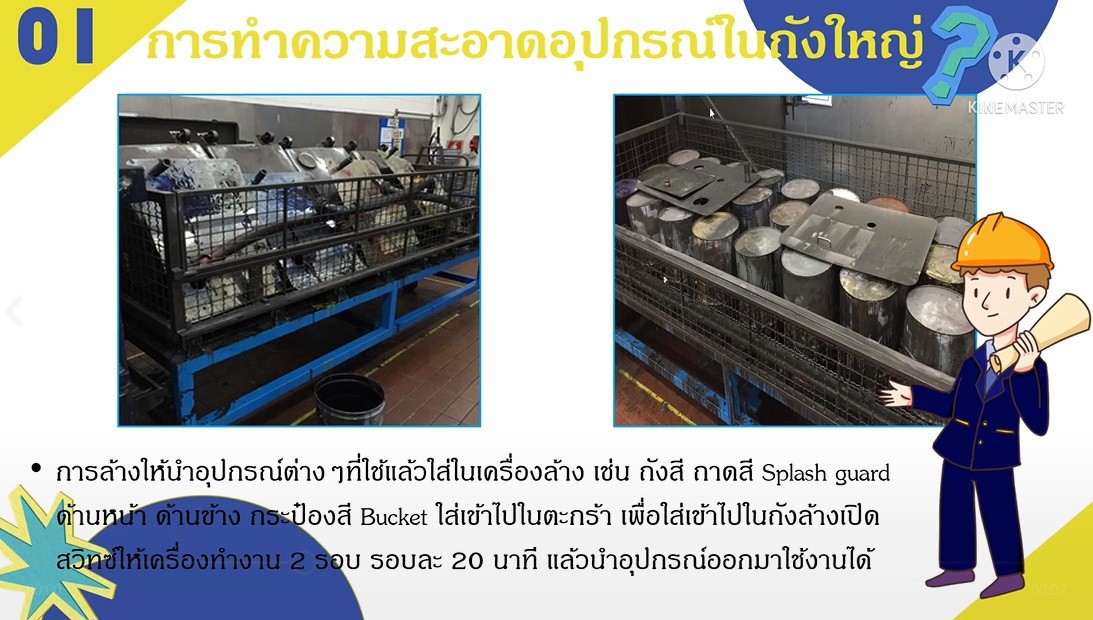 01 การทำความสะอาดอุปกรณ์ในถังใหญ่
KINEMASTER
• การล้างให้นำอุปกรณ์ต่าง ๆที่ใช้แล้วใส่ในเครื่องล้าง เช่น ถังสี ถาดสี Splash guard
ด้านหน้า ด้านข้าง กระป๋องสี Bucket ใส่เข้าไปในตะกร้า เพื่อใส่เข้าไปในถังล้างเปิด
สวิทซ์ให้เครื่องทำงาน 2 รอบ รอบละ 20 นาที แล้วนำอุปกรณ์ออกมาใช้งานได้